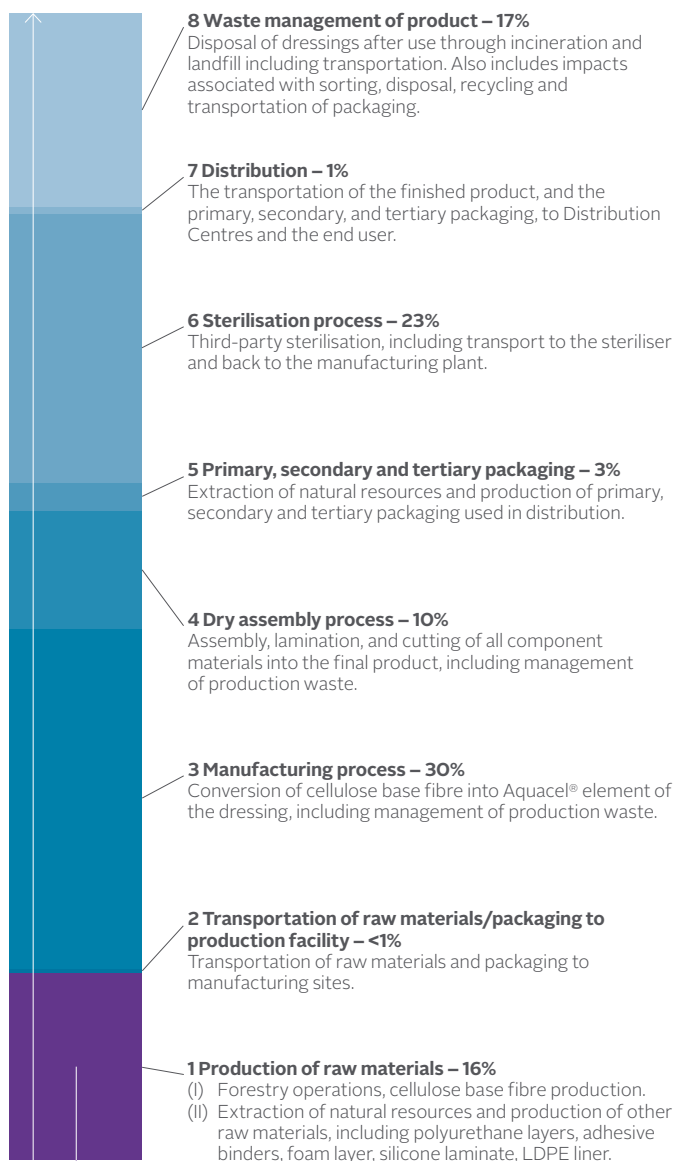 8 Waste management of product – 17%
Disposal of dressings after use through incineration and
landfill including transportation. Also includes impacts
associated with sorting, disposal, recycling and
transportation of packaging.
7 Distribution – 1%
The transportation of the finished product, and the
primary, secondary, and tertiary packaging, to Distribution
Centres and the end user.
6 Sterilisation process – 23%
Third-party sterilisation, including transport to the steriliser
and back to the manufacturing plant.
5 Primary, secondary and tertiary packaging – 3%
Extraction of natural resources and production of primary,
secondary and tertiary packaging used in distribution.
4 Dry assembly process – 10%
Assembly, lamination, and cutting of all component
materials into the final product, including management
of production waste.
3 Manufacturing process – 30%
Conversion of cellulose base fibre into Aquacel® element of
the dressing, including management of production waste.
2 Transportation of raw materials/packaging to
production facility – <1%
Transportation of raw materials and packaging to
manufacturing sites.
1 Production of raw materials – 16%
(I) Forestry operations, cellulose base fibre production.
(II) Extraction of natural resources and production of other
raw materials, including polyurethane layers, adhesive
binders, foam layer, silicone laminate, LDPE liner.